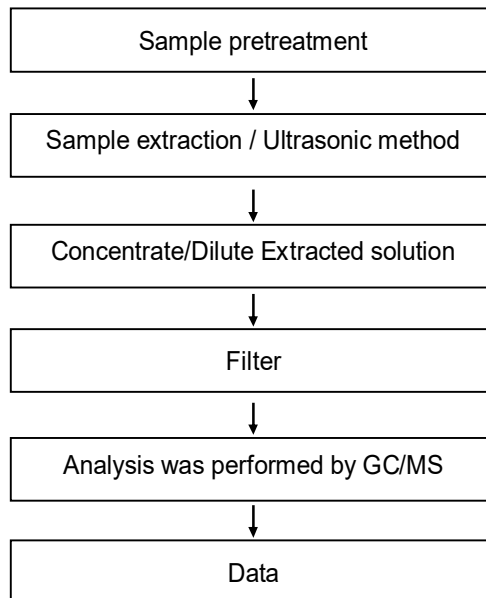 Sample pretreatment
Sample extraction / Ultrasonic method
Concentrate/Dilute Extracted solution
Filter
Analysis was performed by GC/MS
Data